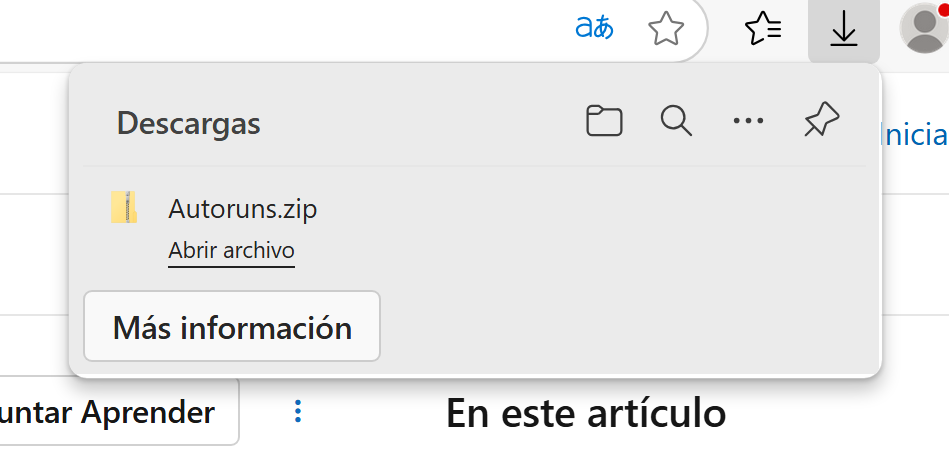 aあ
Descargas
Inicia
Autoruns.zip
Abrir archivo
Más información
untar Aprender
En este artículo